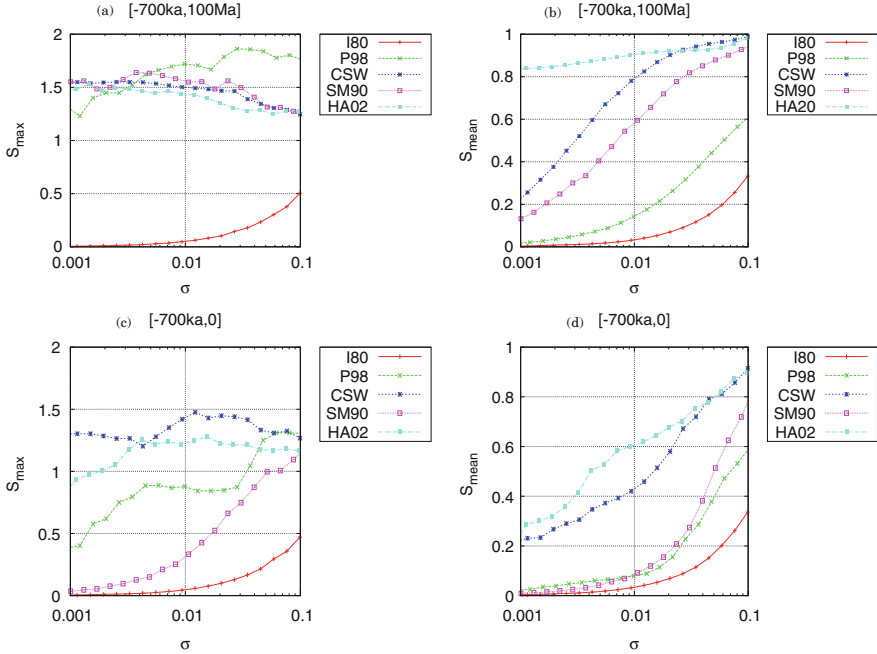 (a) [-700ka,100Ma]
2
1.5
1
0.5
0
S_max
0.001 0.01 0.1
σ
I80
P98
CSW
SM90
HA02
(b) [-700ka,100Ma]
1
0.8
0.6
0.4
0.2
0
S_mean
0.001 0.01 0.1
σ
I80
P98
CSW
SM90
HA20
(c) [-700ka,0]
2
1.5
1
0.5
0
S_max
0.001 0.01 0.1
σ
I80
P98
CSW
SM90
HA02
(d) [-700ka,0]
1
0.8
0.6
0.4
0.2
0
S_mean
0.001 0.01 0.1
σ
I80
P98
CSW
SM90
HA02